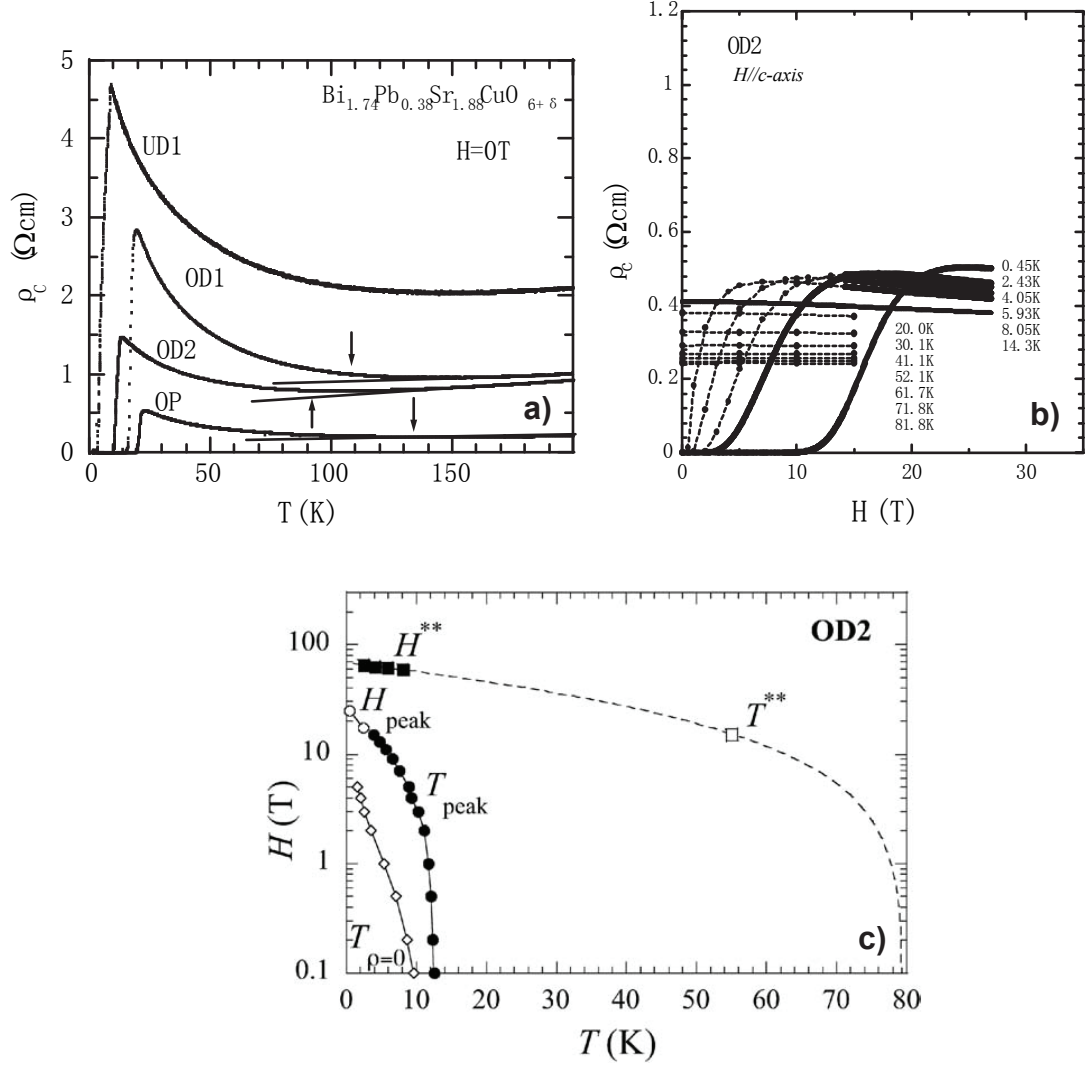 5
4
3
2
1
0
ρc (Ωcm)
Bi1.74Pb0.38Sr1.88CuO 6+ δ
H=0T
UD1
OD1
OD2
OP
a)
0 50 100 150
T (K)
1.2
1
0.8
0.6
0.4
0.2
0
ρc (Ωcm)
OD2
H//c-axis
0.45K
2.43K
4.05K
5.93K
8.05K
14.3K
20.0K
30.1K
41.1K
52.1K
61.7K
71.8K
81.8K
b)
0 10 20 30
H (T)
100
10
1
0.1
H (T)
OD2
H**
Hpeak
T**
Tpeak
Tρ=0
c)
0 10 20 30 40 50 60 70 80
T (K)